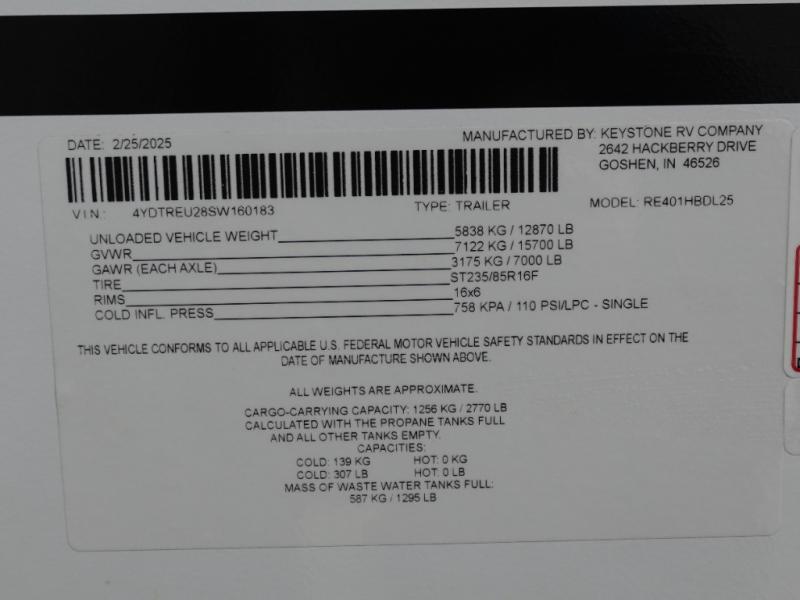 DATE: 2/25/2025
MANUFACTURED BY: KEYSTONE RV COMPANY
2642 HACKBERRY DRIVE
GOSHEN, IN 46526
V.I.N.: 4YDTREU28SW160183 TYPE: TRAILER MODEL: RE401HBDL25
UNLOADED VEHICLE WEIGHT 5838 KG / 12870 LB
GVWR 7122 KG / 15700 LB
GAWR (EACH AXLE) 3175 KG / 7000 LB
TIRE ST235/85R16F
RIMS 16x6
COLD INFL. PRESS 758 KPA / 110 PSI/LPC - SINGLE
THIS VEHICLE CONFORMS TO ALL APPLICABLE U.S. FEDERAL MOTOR VEHICLE SAFETY STANDARDS IN EFFECT ON THE
DATE OF MANUFACTURE SHOWN ABOVE.
ALL WEIGHTS ARE APPROXIMATE.
CARGO-CARRYING CAPACITY: 1256 KG / 2770 LB
CALCULATED WITH THE PROPANE TANKS FULL
AND ALL OTHER TANKS EMPTY.
CAPACITIES:
COLD: 139 KG HOT: 0 KG
COLD: 307 LB HOT: 0 LB
MASS OF WASTE WATER TANKS FULL:
587 KG / 1295 LB